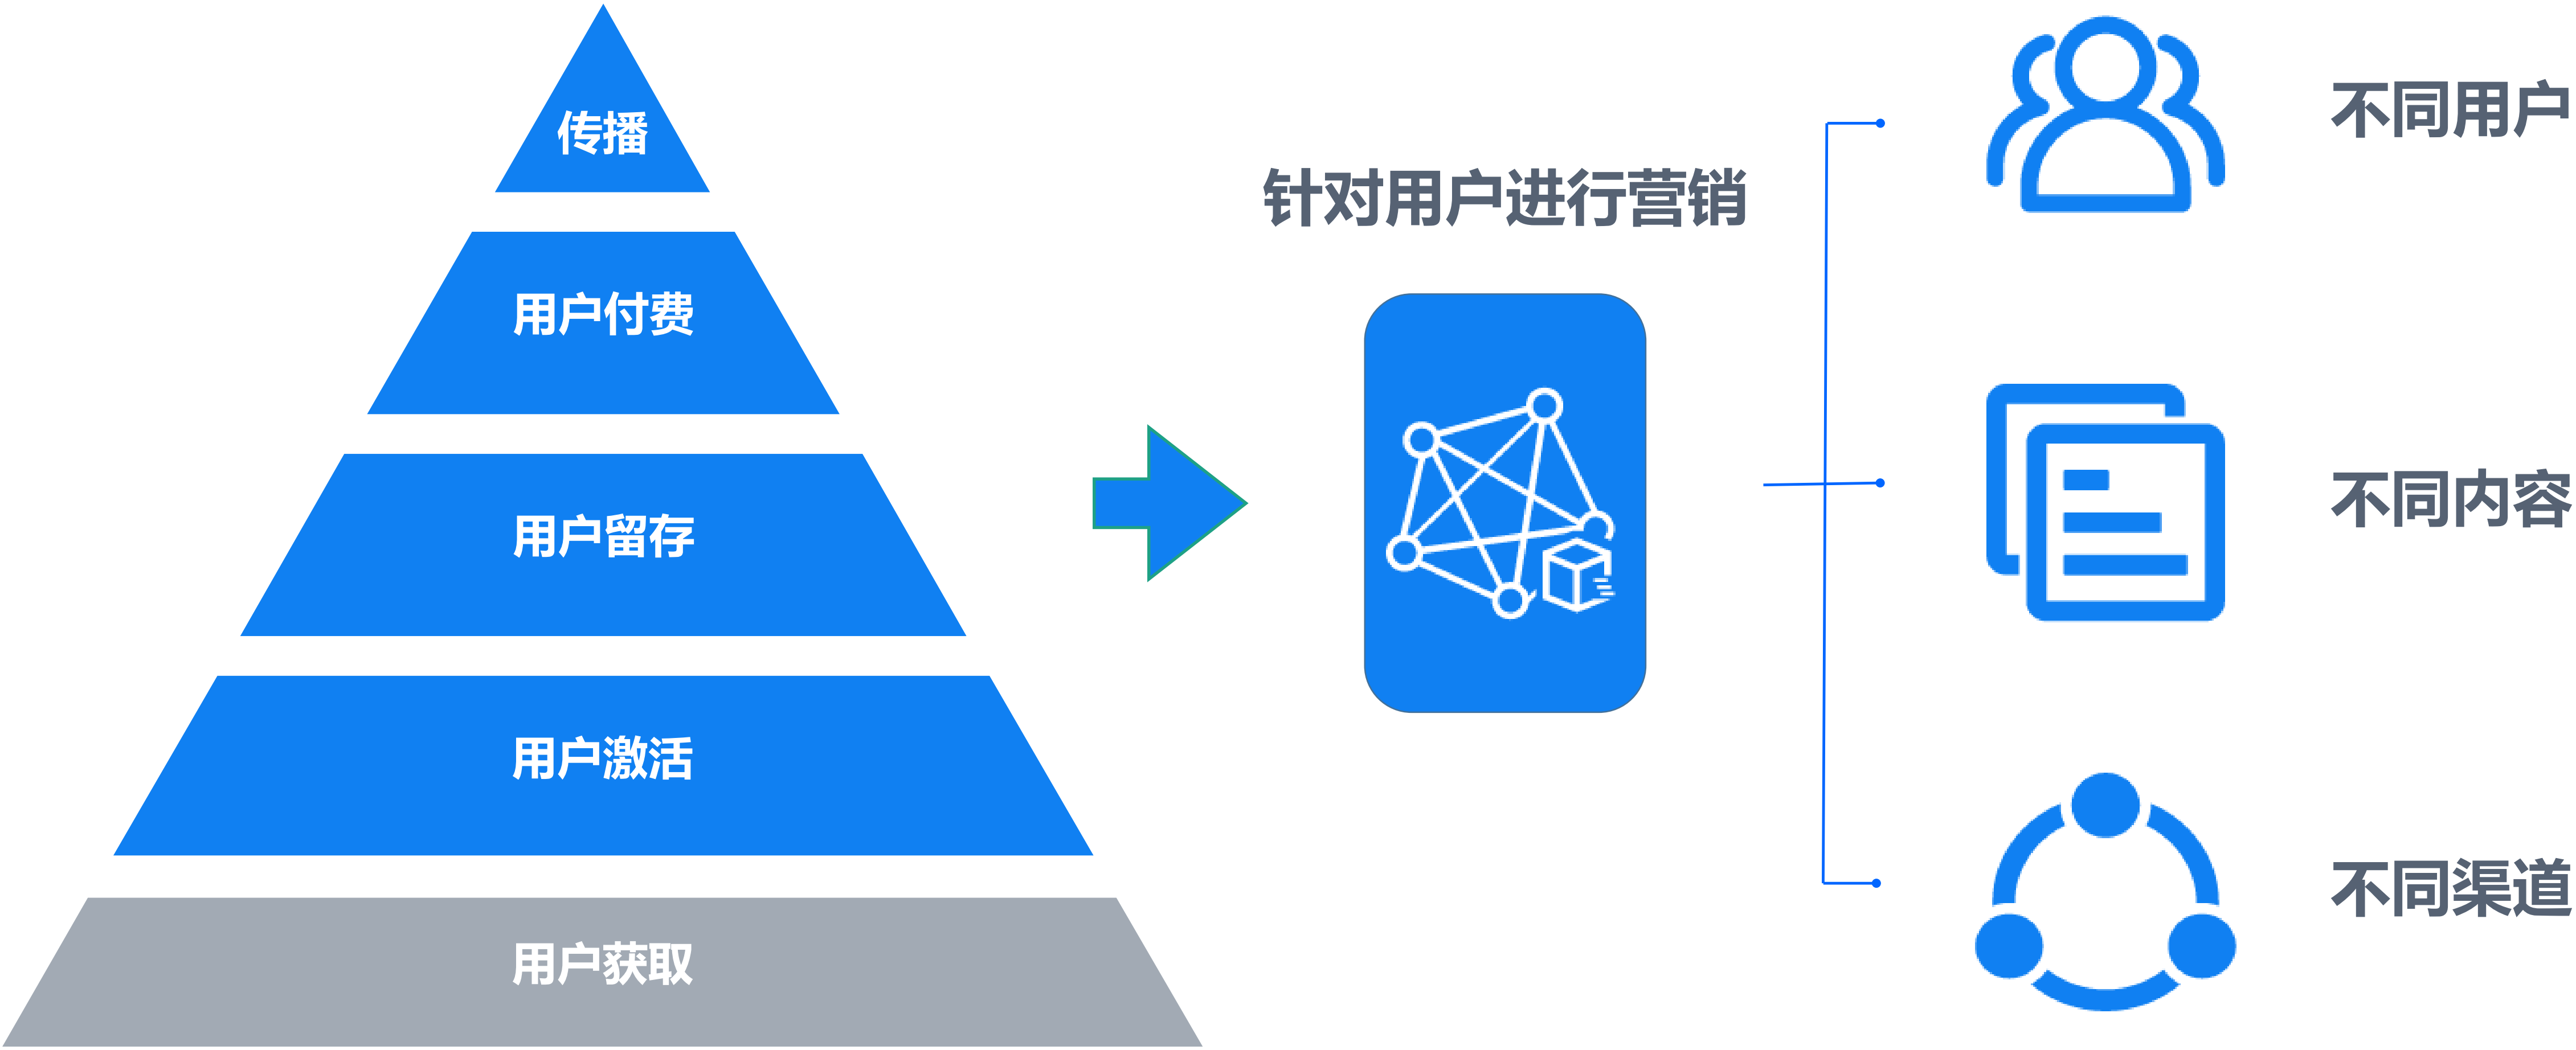 传播
用户付费
用户留存
用户激活
用户获取
针对用户进行营销
不同用户
不同内容
不同渠道